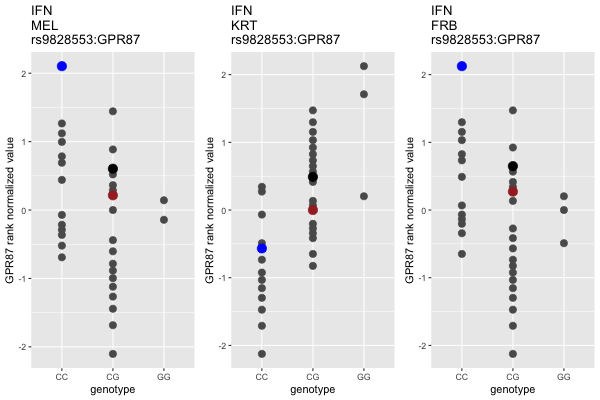 IFN
MEL
rs9828553:GPR87
GPR87 rank normalized value
2
1
0
-1
-2
CC CG GG
genotype
IFN
KRT
rs9828553:GPR87
GPR87 rank normalized value
2
1
0
-1
-2
CC CG GG
genotype
IFN
FRB
rs9828553:GPR87
GPR87 rank normalized value
2
1
0
-1
-2
CC CG GG
genotype